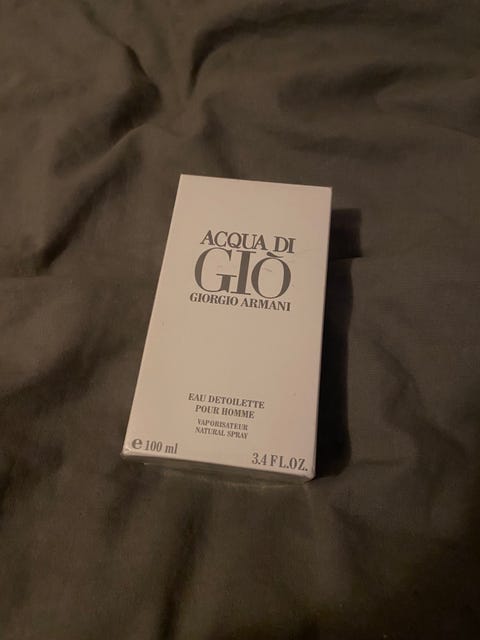 ACQUA DI
GIÒ
GIORGIO ARMANI
EAU DETOILETTE
POUR HOMME
VAPORISATEUR
NATURAL SPRAY
e 100 ml
3.4 FL.OZ.